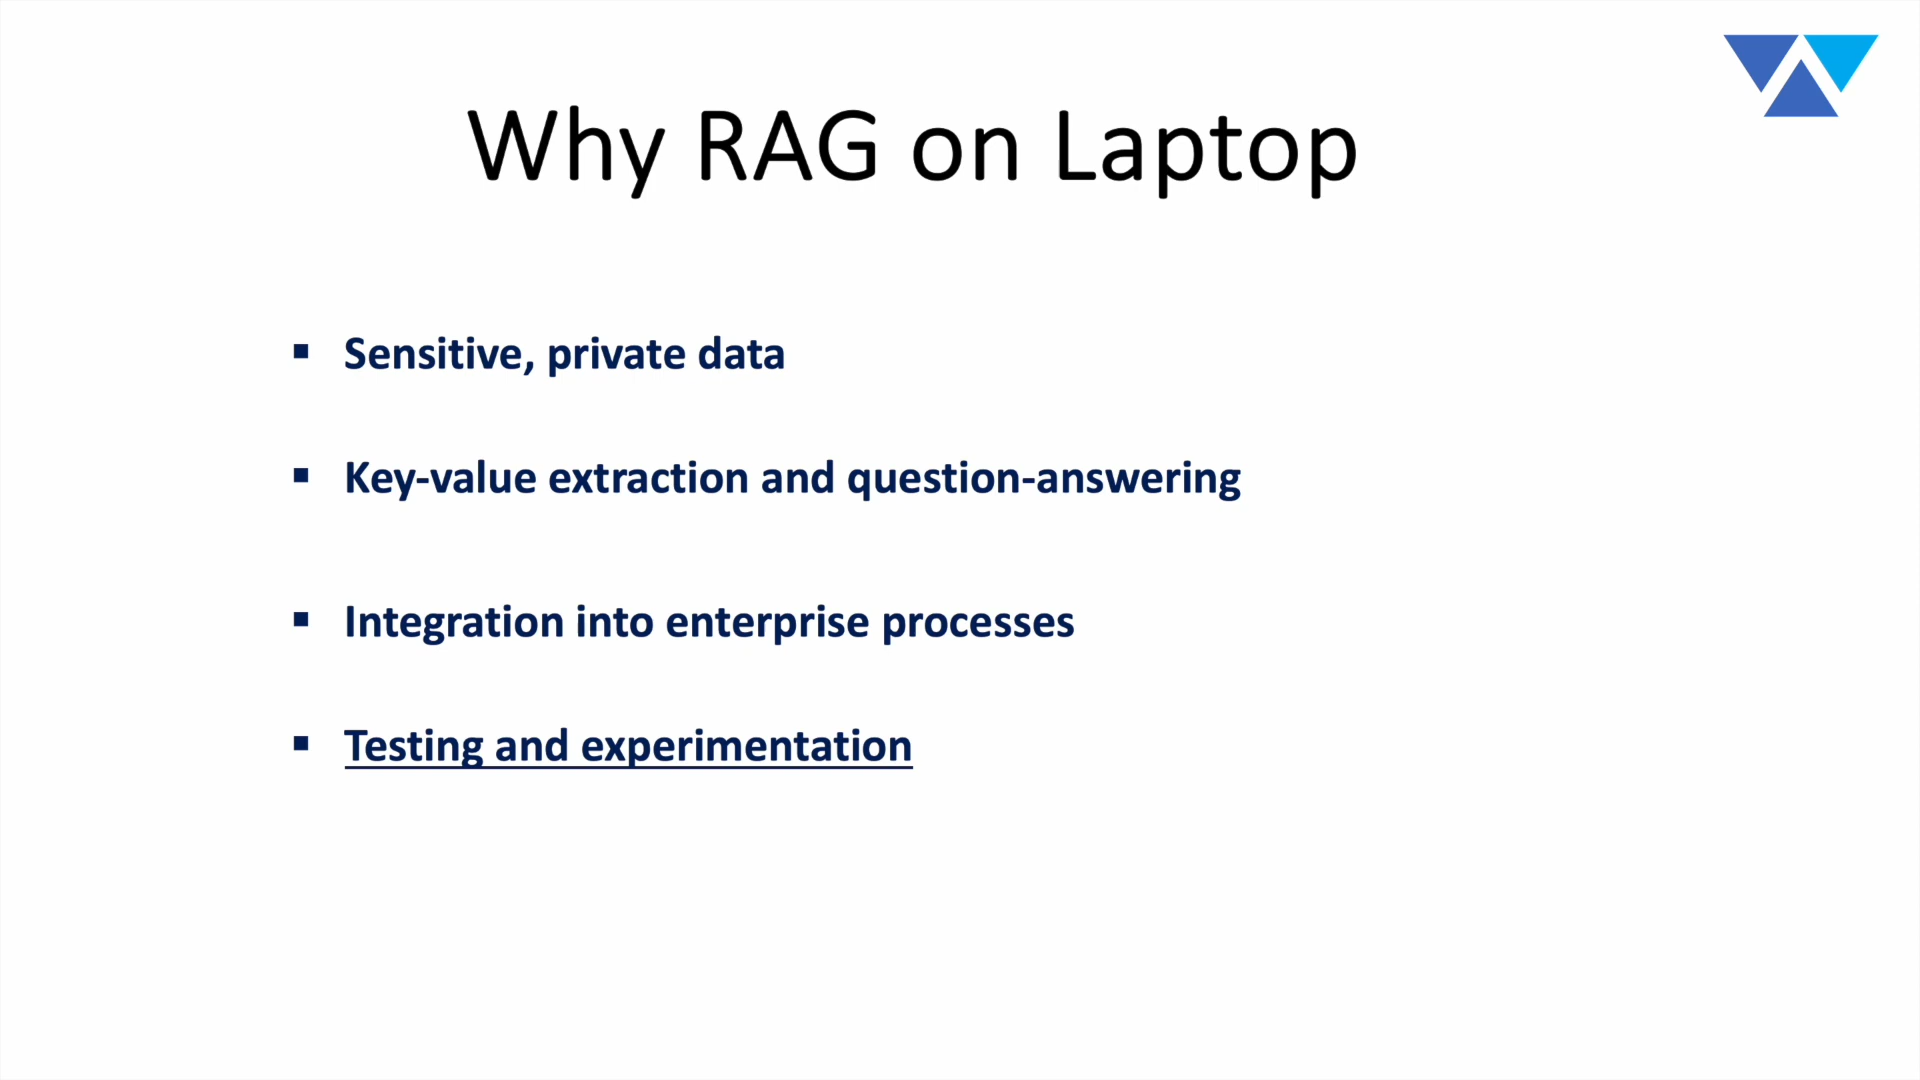 Why RAG on Laptop
▪ Sensitive, private data
▪ Key-value extraction and question-answering
▪ Integration into enterprise processes
▪ Testing and experimentation